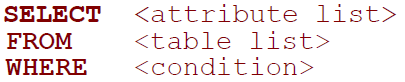 SELECT <attribute list>
FROM <table list>
WHERE <condition>